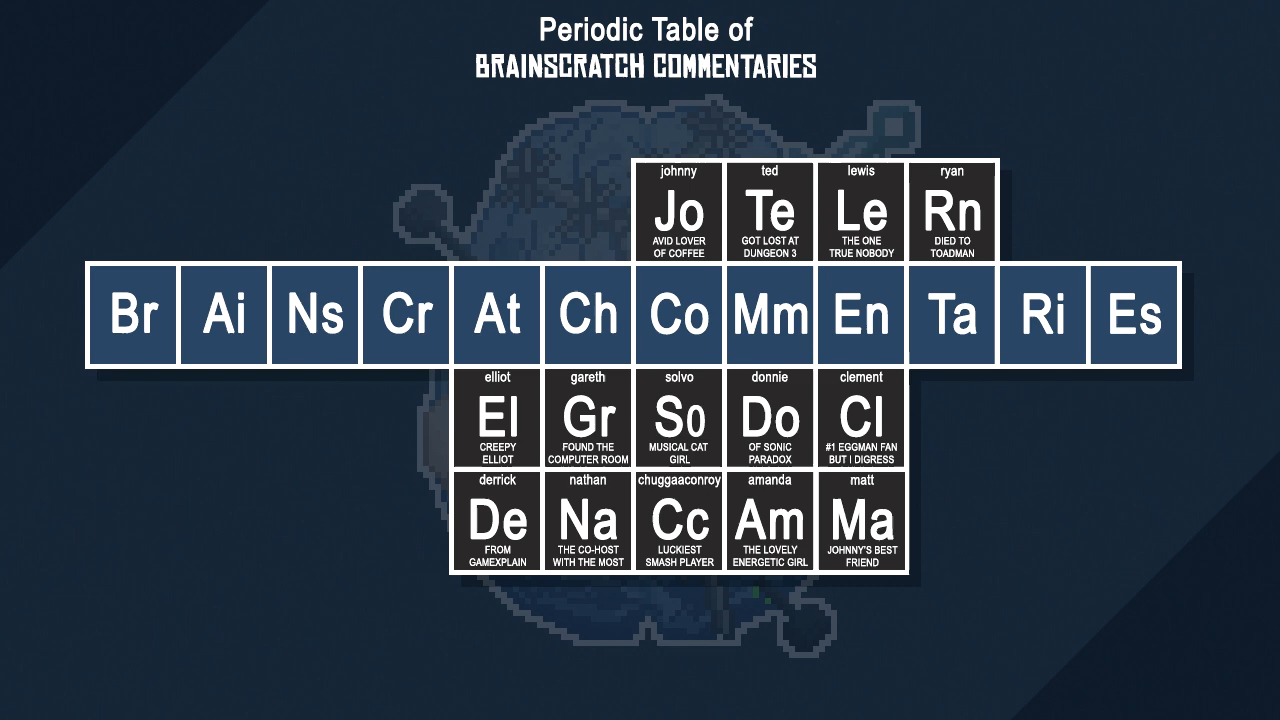 Periodic Table of
BRAINSCRATCH COMMENTARIES
johnny ted lewis ryan
Jo Te Le Rn
AVID LOVER GOT LOST AT THE ONE DIED TO
OF COFFEE DUNGEON 3 TRUE NOBODY TOADMAN
Br Ai Ns Cr At Ch Co Mm En Ta Ri Es
elliot gareth solvo donnie clement
El Gr So Do Cl
CREEPY FOUND THE MUSICAL CAT OF SONIC #1 EGGMAN FAN
ELLIOT COMPUTER ROOM GIRL PARADOX BUT I DIGRESS
derrick nathan chuggaaconroy amanda matt
De Na Cc Am Ma
FROM THE CO-HOST LUCKIEST THE LOVELY JOHNNY'S BEST
GAMEXPLAIN WITH THE MOST SMASH PLAYER ENERGETIC GIRL FRIEND